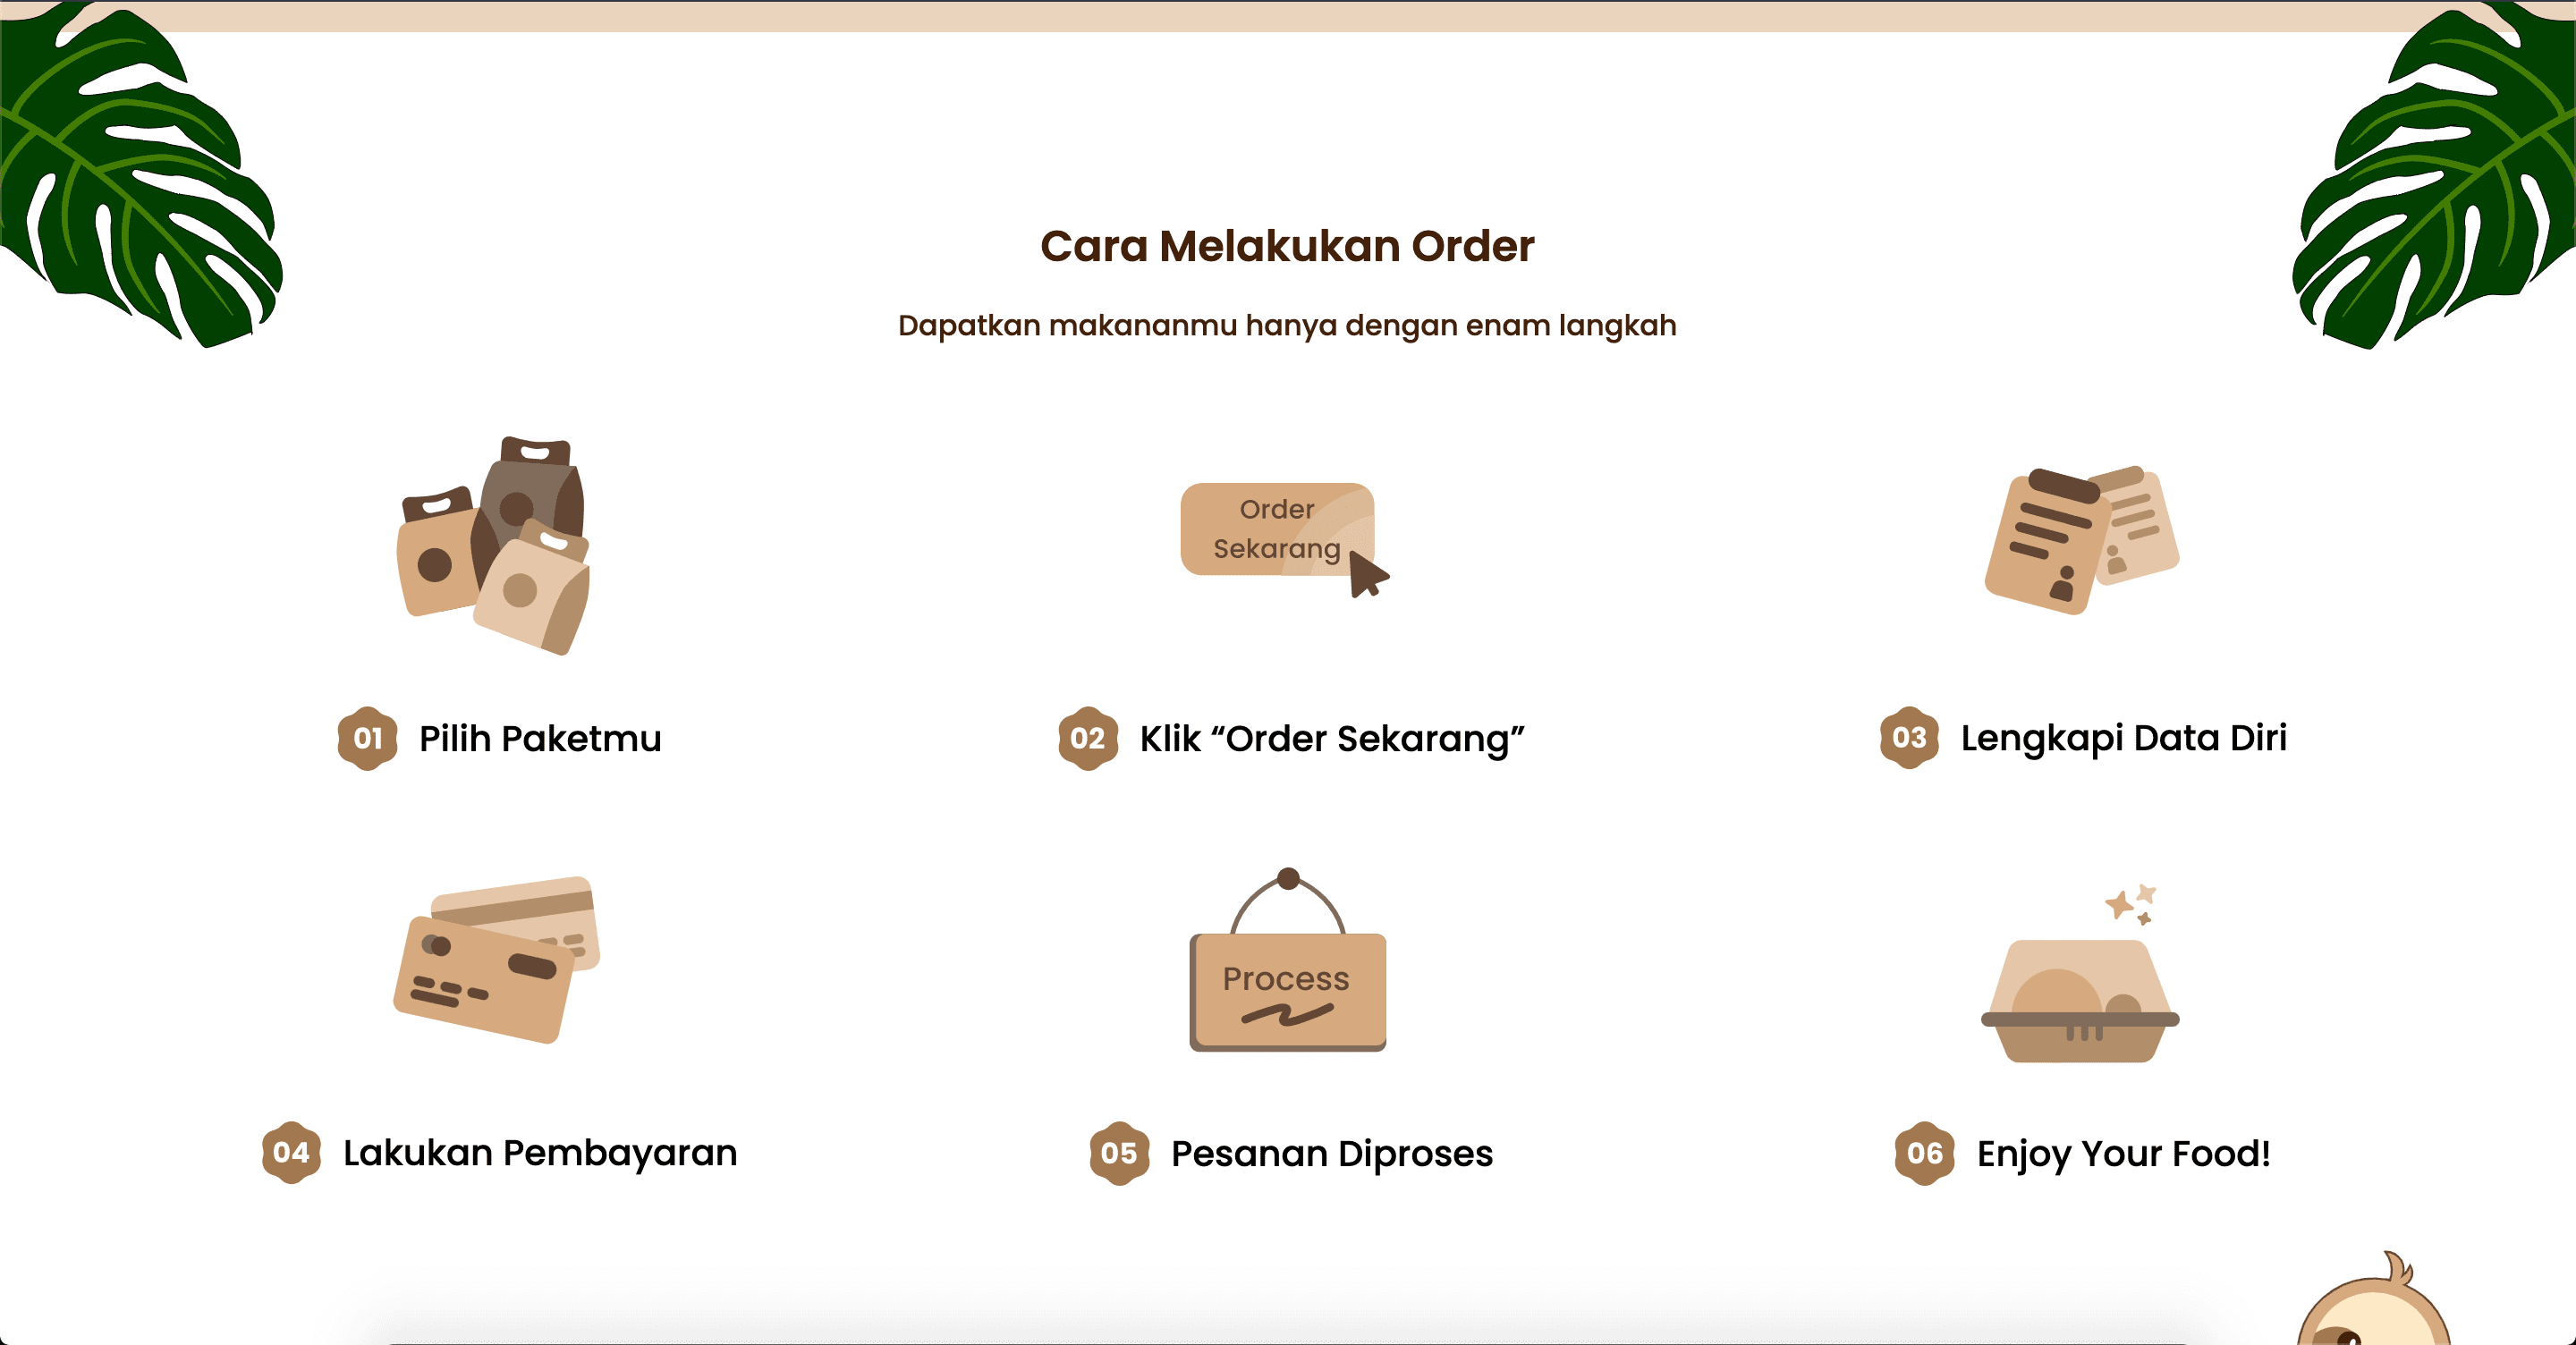 Cara Melakukan Order
Dapatkan makananmu hanya dengan enam langkah
Order
Sekarang
01 Pilih Paketmu
02 Klik “Order Sekarang”
03 Lengkapi Data Diri
Process
04 Lakukan Pembayaran
05 Pesanan Diproses
06 Enjoy Your Food!